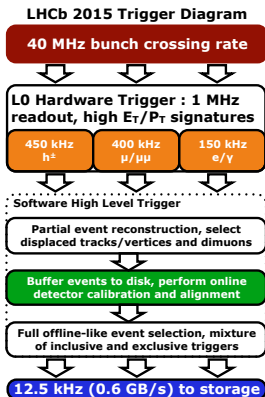 LHCb 2015 Trigger Diagram
40 MHz bunch crossing rate
L0 Hardware Trigger : 1 MHz
readout, high E_T/P_T signatures
450 kHz
h±
400 kHz
μ/μμ
150 kHz
e/γ
Software High Level Trigger
Partial event reconstruction, select
displaced tracks/vertices and dimuons
Buffer events to disk, perform online
detector calibration and alignment
Full offline-like event selection, mixture
of inclusive and exclusive triggers
12.5 kHz (0.6 GB/s) to storage